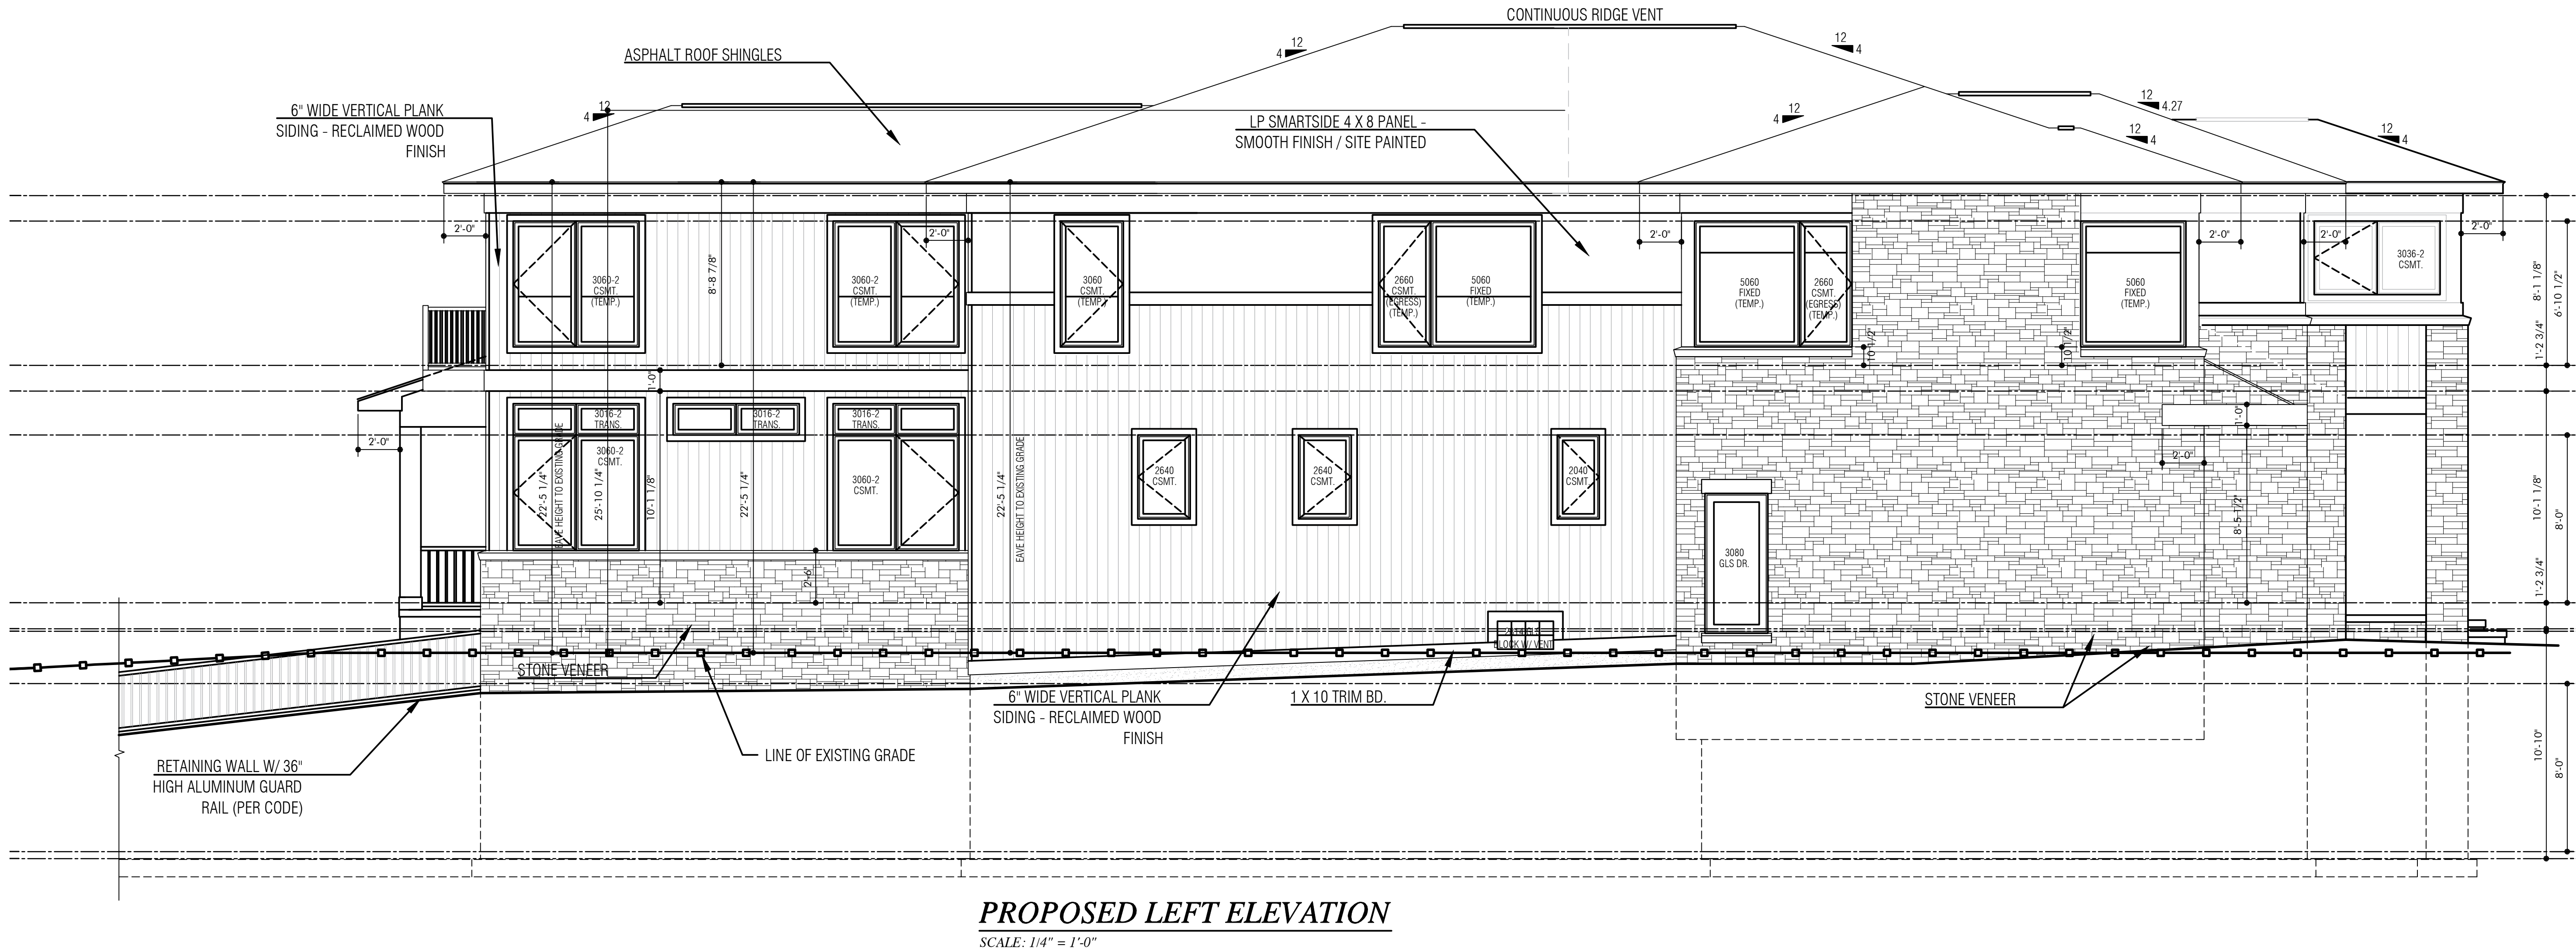 CONTINUOUS RIDGE VENT
ASPHALT ROOF SHINGLES
12
4
12
4
12
4
12
4
12
4.27
12
4
12
4
6" WIDE VERTICAL PLANK
SIDING - RECLAIMED WOOD
FINISH
LP SMARTSIDE 4 X 8 PANEL -
SMOOTH FINISH / SITE PAINTED
2'-0"
2'-0"
2'-0"
2'-0"
2'-0"
2'-0"
3060-2
CSMT.
(TEMP.)
8'-8 7/8"
3060-2
CSMT.
(TEMP.)
3060
CSMT.
(TEMP.)
2660
CSMT.
(EGRESS)
(TEMP.)
5060
FIXED
(TEMP.)
5060
FIXED
(TEMP.)
2660
CSMT.
(EGRESS)
(TEMP.)
5060
FIXED
(TEMP.)
3036-2
CSMT.
8'-1 1/8"
6'-10 1/2"
1'-2 3/4"
10 1/2"
10 1/2"
1'-0"
3016-2
TRANS.
3016-2
TRANS.
3016-2
TRANS.
1'-0"
2'-0"
3060-2
CSMT.
3060-2
CSMT.
22'-5 1/4"
EAVE HEIGHT TO EXISTING GRADE
25'-10 1/4"
10'-1 1/8"
22'-5 1/4"
22'-5 1/4"
EAVE HEIGHT TO EXISTING GRADE
2640
CSMT.
2640
CSMT.
2040
CSMT.
2'-0"
8'-5 1/2"
10'-1 1/8"
8'-0"
3080
GLS DR.
2'-6"
1'-2 3/4"
BLOCK W/ VENT
STONE VENEER
6" WIDE VERTICAL PLANK
SIDING - RECLAIMED WOOD
FINISH
1 X 10 TRIM BD.
STONE VENEER
LINE OF EXISTING GRADE
RETAINING WALL W/ 36"
HIGH ALUMINUM GUARD
RAIL (PER CODE)
10'-10"
8'-0"
PROPOSED LEFT ELEVATION
SCALE: 1/4" = 1'-0"